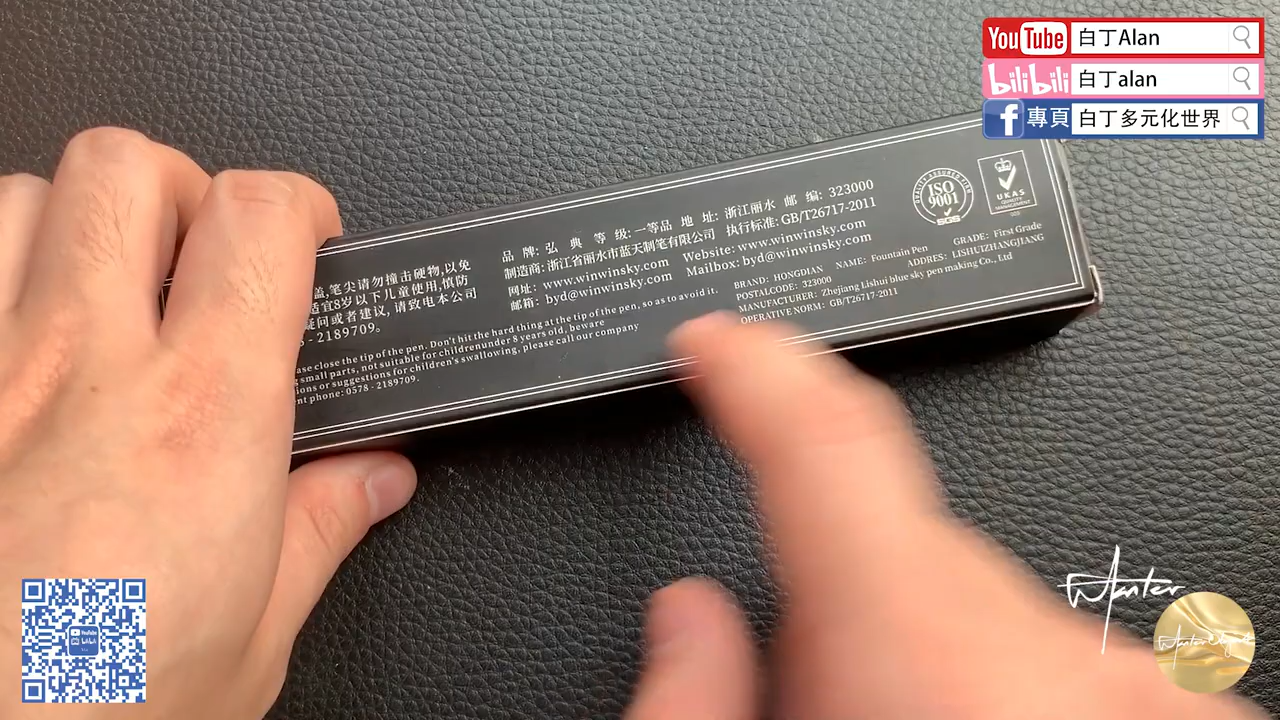 YouTube 白丁Alan
bilibili 白丁alan
f 專頁 白丁多元化世界
盖,笔尖请勿撞击硬物,以免
适宜3岁以下儿童使用,慎防
疑问或者建议,请致电本公司
- 2189709。
品 牌: 弘 典 等 级: 一等品 地 址: 浙江丽水 邮 编: 323000
制造商: 浙江省丽水市蓝天制笔有限公司 执行标准: GB/T26717-2011
网址: www.winwinsky.com Website: www.winwinsky.com
邮箱: byd@winwinsky.com Mailbox: byd@winwinsky.com
close the tip of the pen. Don't hit the hard thing at the tip of the pen, so as to avoid it.
small parts, not suitable for childrenunder 8 years old, beware
or suggestions for children's swallowing, please call our company
phone: 0578 - 2189709.
BRAND: HONGDIAN NAME: Fountain Pen GRADE: First Grade
POSTALCODE: 323000 ADDRES: LISHUIZHANGJIANG
MANUFACTURER: Zhejiang Lishui blue sky pen making Co., Ltd
OPERATIVE NORM: GB/T26717-2011
QUALITY ASSURED FIRM
ISO
9001
SGS
UKAS
QUALITY
MANAGEMENT